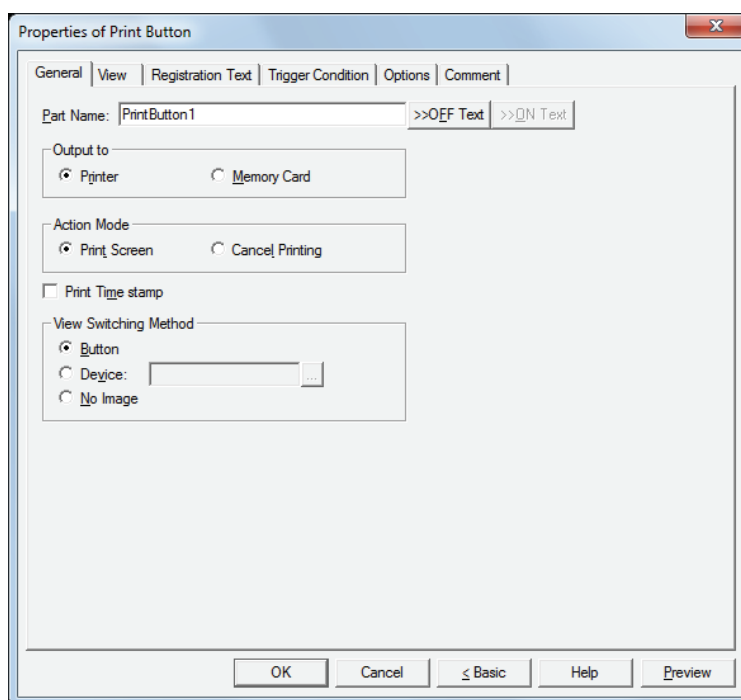 Properties of Print Button
General View Registration Text Trigger Condition Options Comment
Part Name: PrintButton1 >>OFF Text >>ON Text
Output to
Printer Memory Card
Action Mode
Print Screen Cancel Printing
Print Time stamp
View Switching Method
Button
Device: ...
No Image
OK Cancel < Basic Help Preview